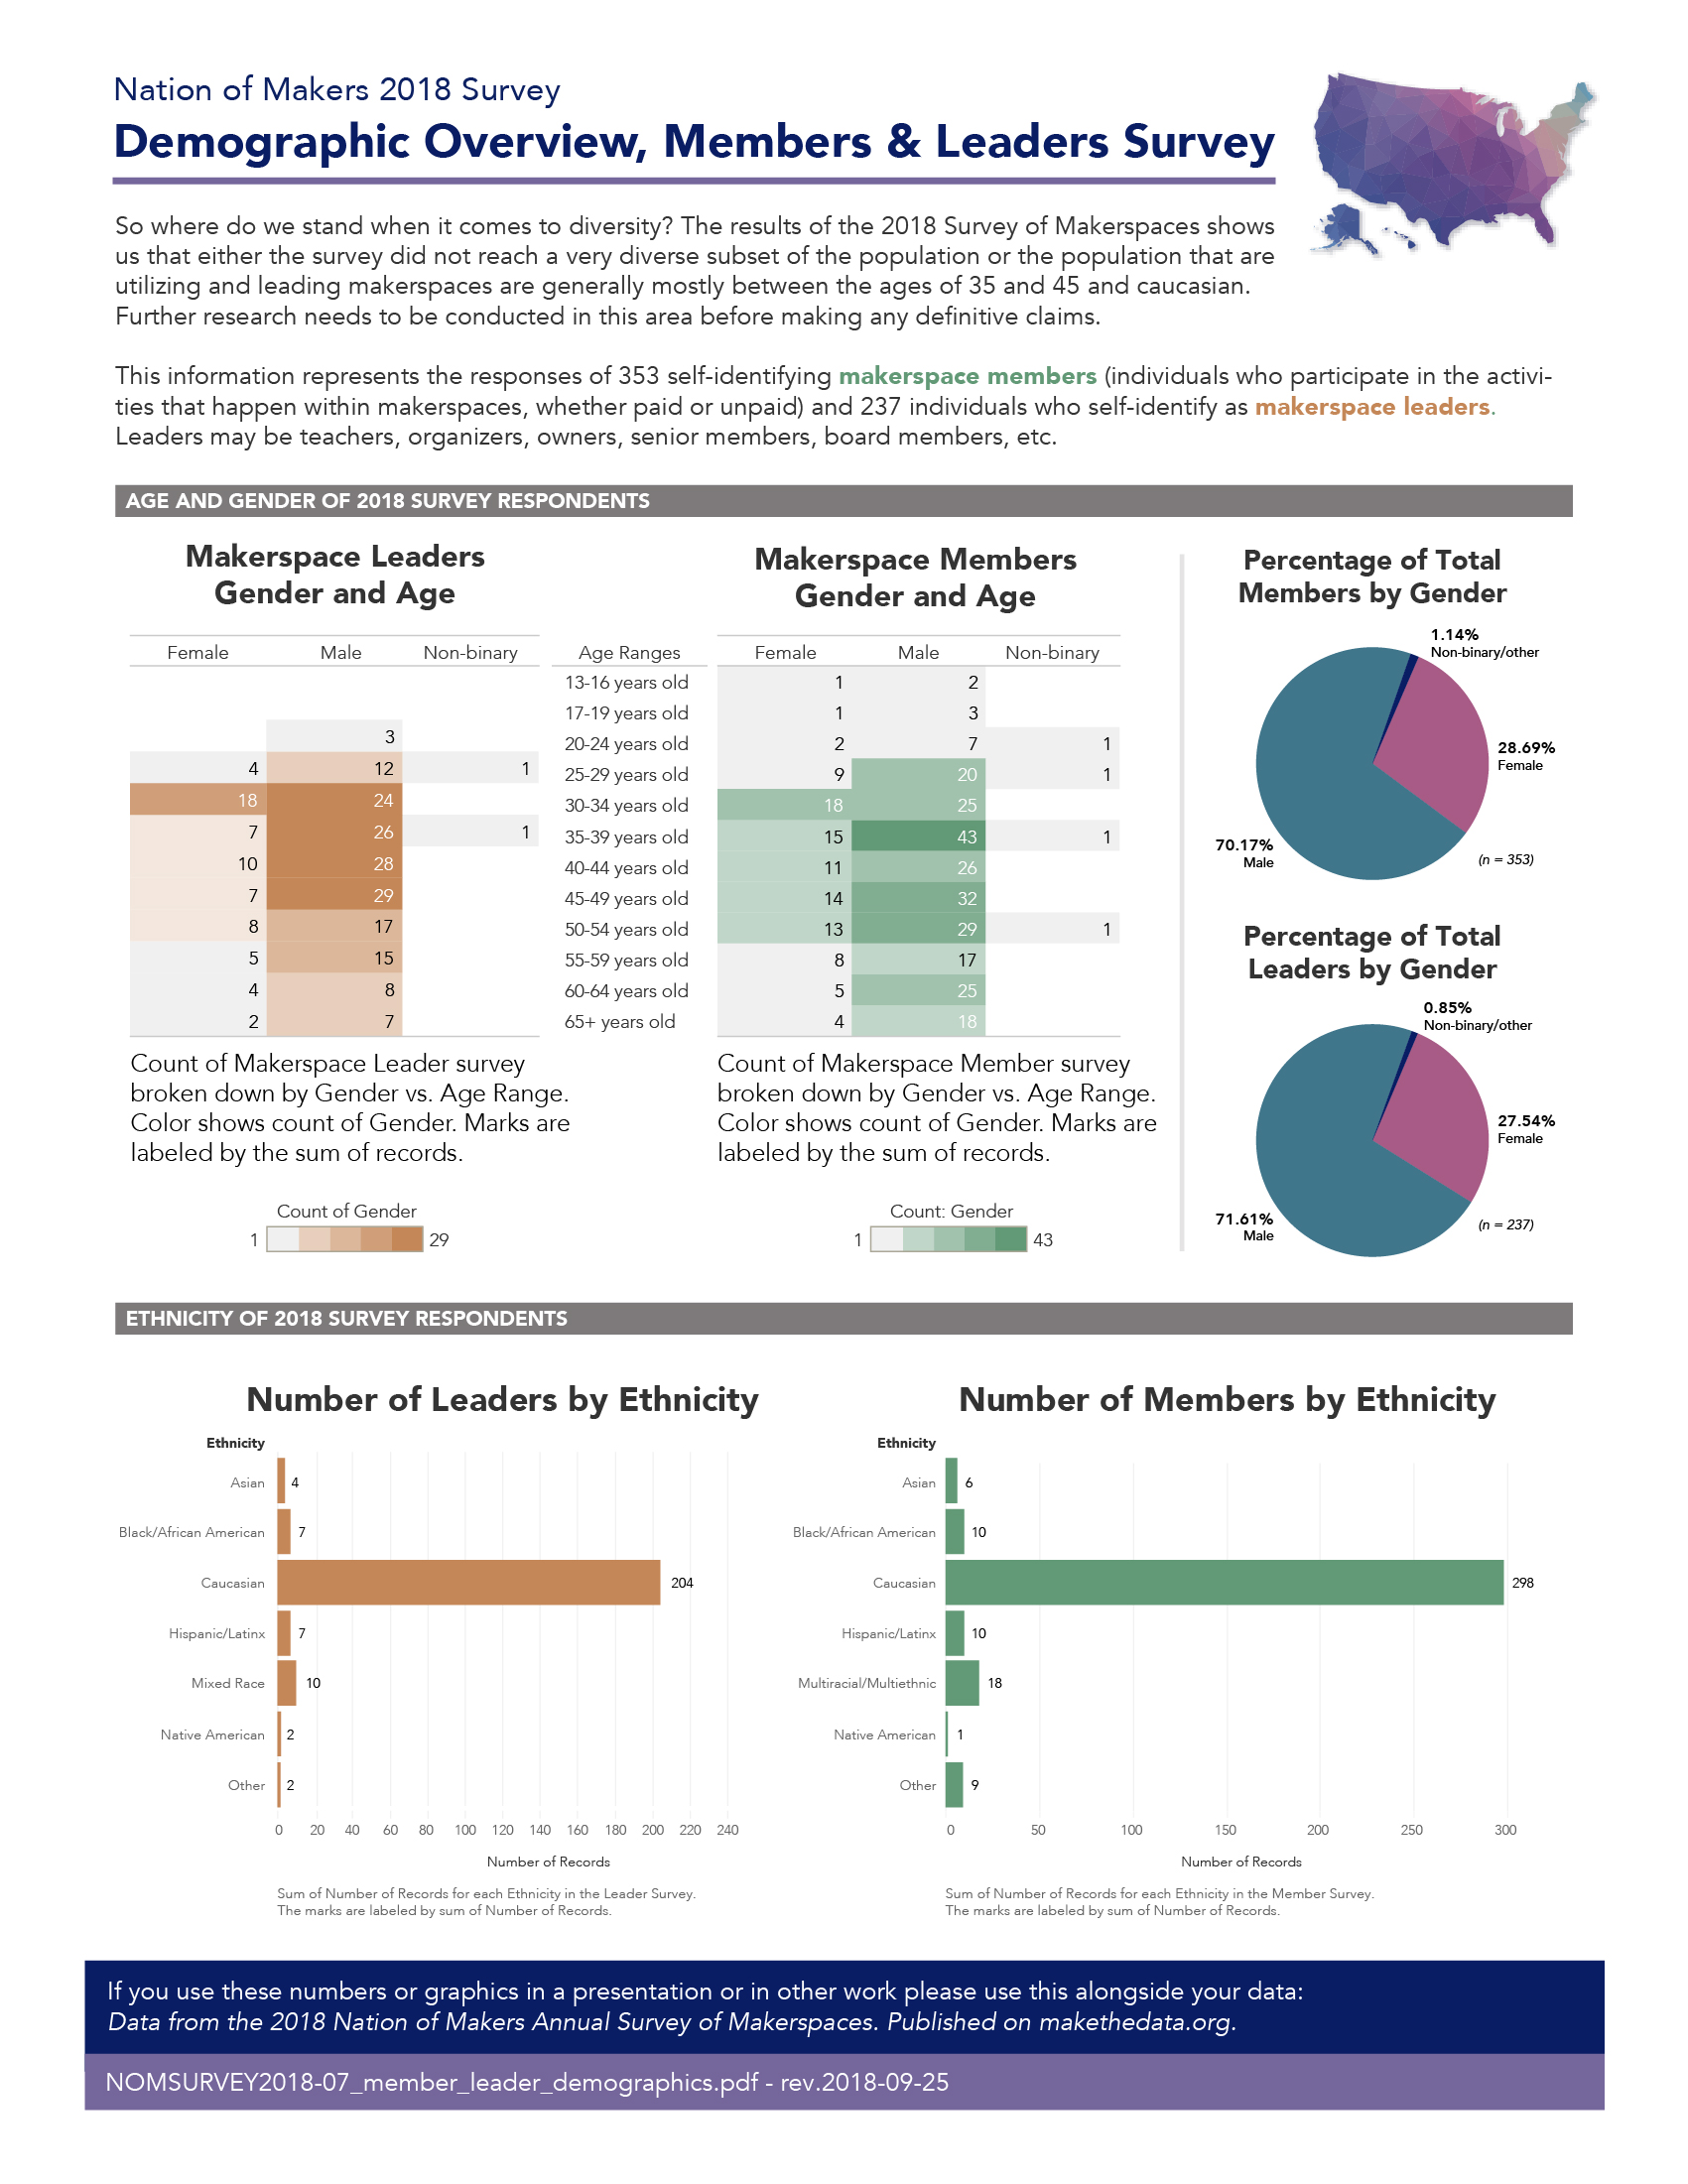 Nation of Makers 2018 Survey
Demographic Overview, Members & Leaders Survey
So where do we stand when it comes to diversity? The results of the 2018 Survey of Makerspaces shows
us that either the survey did not reach a very diverse subset of the population or the population that are
utilizing and leading makerspaces are generally mostly between the ages of 35 and 45 and caucasian.
Further research needs to be conducted in this area before making any definitive claims.
This information represents the responses of 353 self-identifying makerspace members (individuals who participate in the activi-
ties that happen within makerspaces, whether paid or unpaid) and 237 individuals who self-identify as makerspace leaders.
Leaders may be teachers, organizers, owners, senior members, board members, etc.
AGE AND GENDER OF 2018 SURVEY RESPONDENTS
Makerspace Leaders
Gender and Age
Makerspace Members
Gender and Age
Female Male Non-binary Age Ranges Female Male Non-binary
13-16 years old 1 2
17-19 years old 1 3
3 20-24 years old 2 7 1
4 12 1 25-29 years old 9 20 1
18 24 30-34 years old 18 25
7 26 1 35-39 years old 15 43 1
10 28 40-44 years old 11 26
7 29 45-49 years old 14 32
8 17 50-54 years old 13 29 1
5 15 55-59 years old 8 17
4 8 60-64 years old 5 25
2 7 65+ years old 4 18
Count of Makerspace Leader survey
broken down by Gender vs. Age Range.
Color shows count of Gender. Marks are
labeled by the sum of records.
Count of Gender
1 29
Count of Makerspace Member survey
broken down by Gender vs. Age Range.
Color shows count of Gender. Marks are
labeled by the sum of records.
Count: Gender
1 43
Percentage of Total
Members by Gender
1.14%
Non-binary/other
28.69%
Female
70.17%
Male
(n = 353)
Percentage of Total
Leaders by Gender
0.85%
Non-binary/other
27.54%
Female
71.61%
Male
(n = 237)
ETHNICITY OF 2018 SURVEY RESPONDENTS
Number of Leaders by Ethnicity
Ethnicity
Asian 4
Black/African American 7
Caucasian 204
Hispanic/Latinx 7
Mixed Race 10
Native American 2
Other 2
0 20 40 60 80 100 120 140 160 180 200 220 240
Number of Records
Sum of Number of Records for each Ethnicity in the Leader Survey.
The marks are labeled by sum of Number of Records.
Number of Members by Ethnicity
Ethnicity
Asian 6
Black/African American 10
Caucasian 298
Hispanic/Latinx 10
Multiracial/Multiethnic 18
Native American 1
Other 9
0 50 100 150 200 250 300
Number of Records
Sum of Number of Records for each Ethnicity in the Member Survey.
The marks are labeled by sum of Number of Records.
If you use these numbers or graphics in a presentation or in other work please use this alongside your data:
Data from the 2018 Nation of Makers Annual Survey of Makerspaces. Published on makethedata.org.
NOMSURVEY2018-07_member_leader_demographics.pdf - rev.2018-09-25